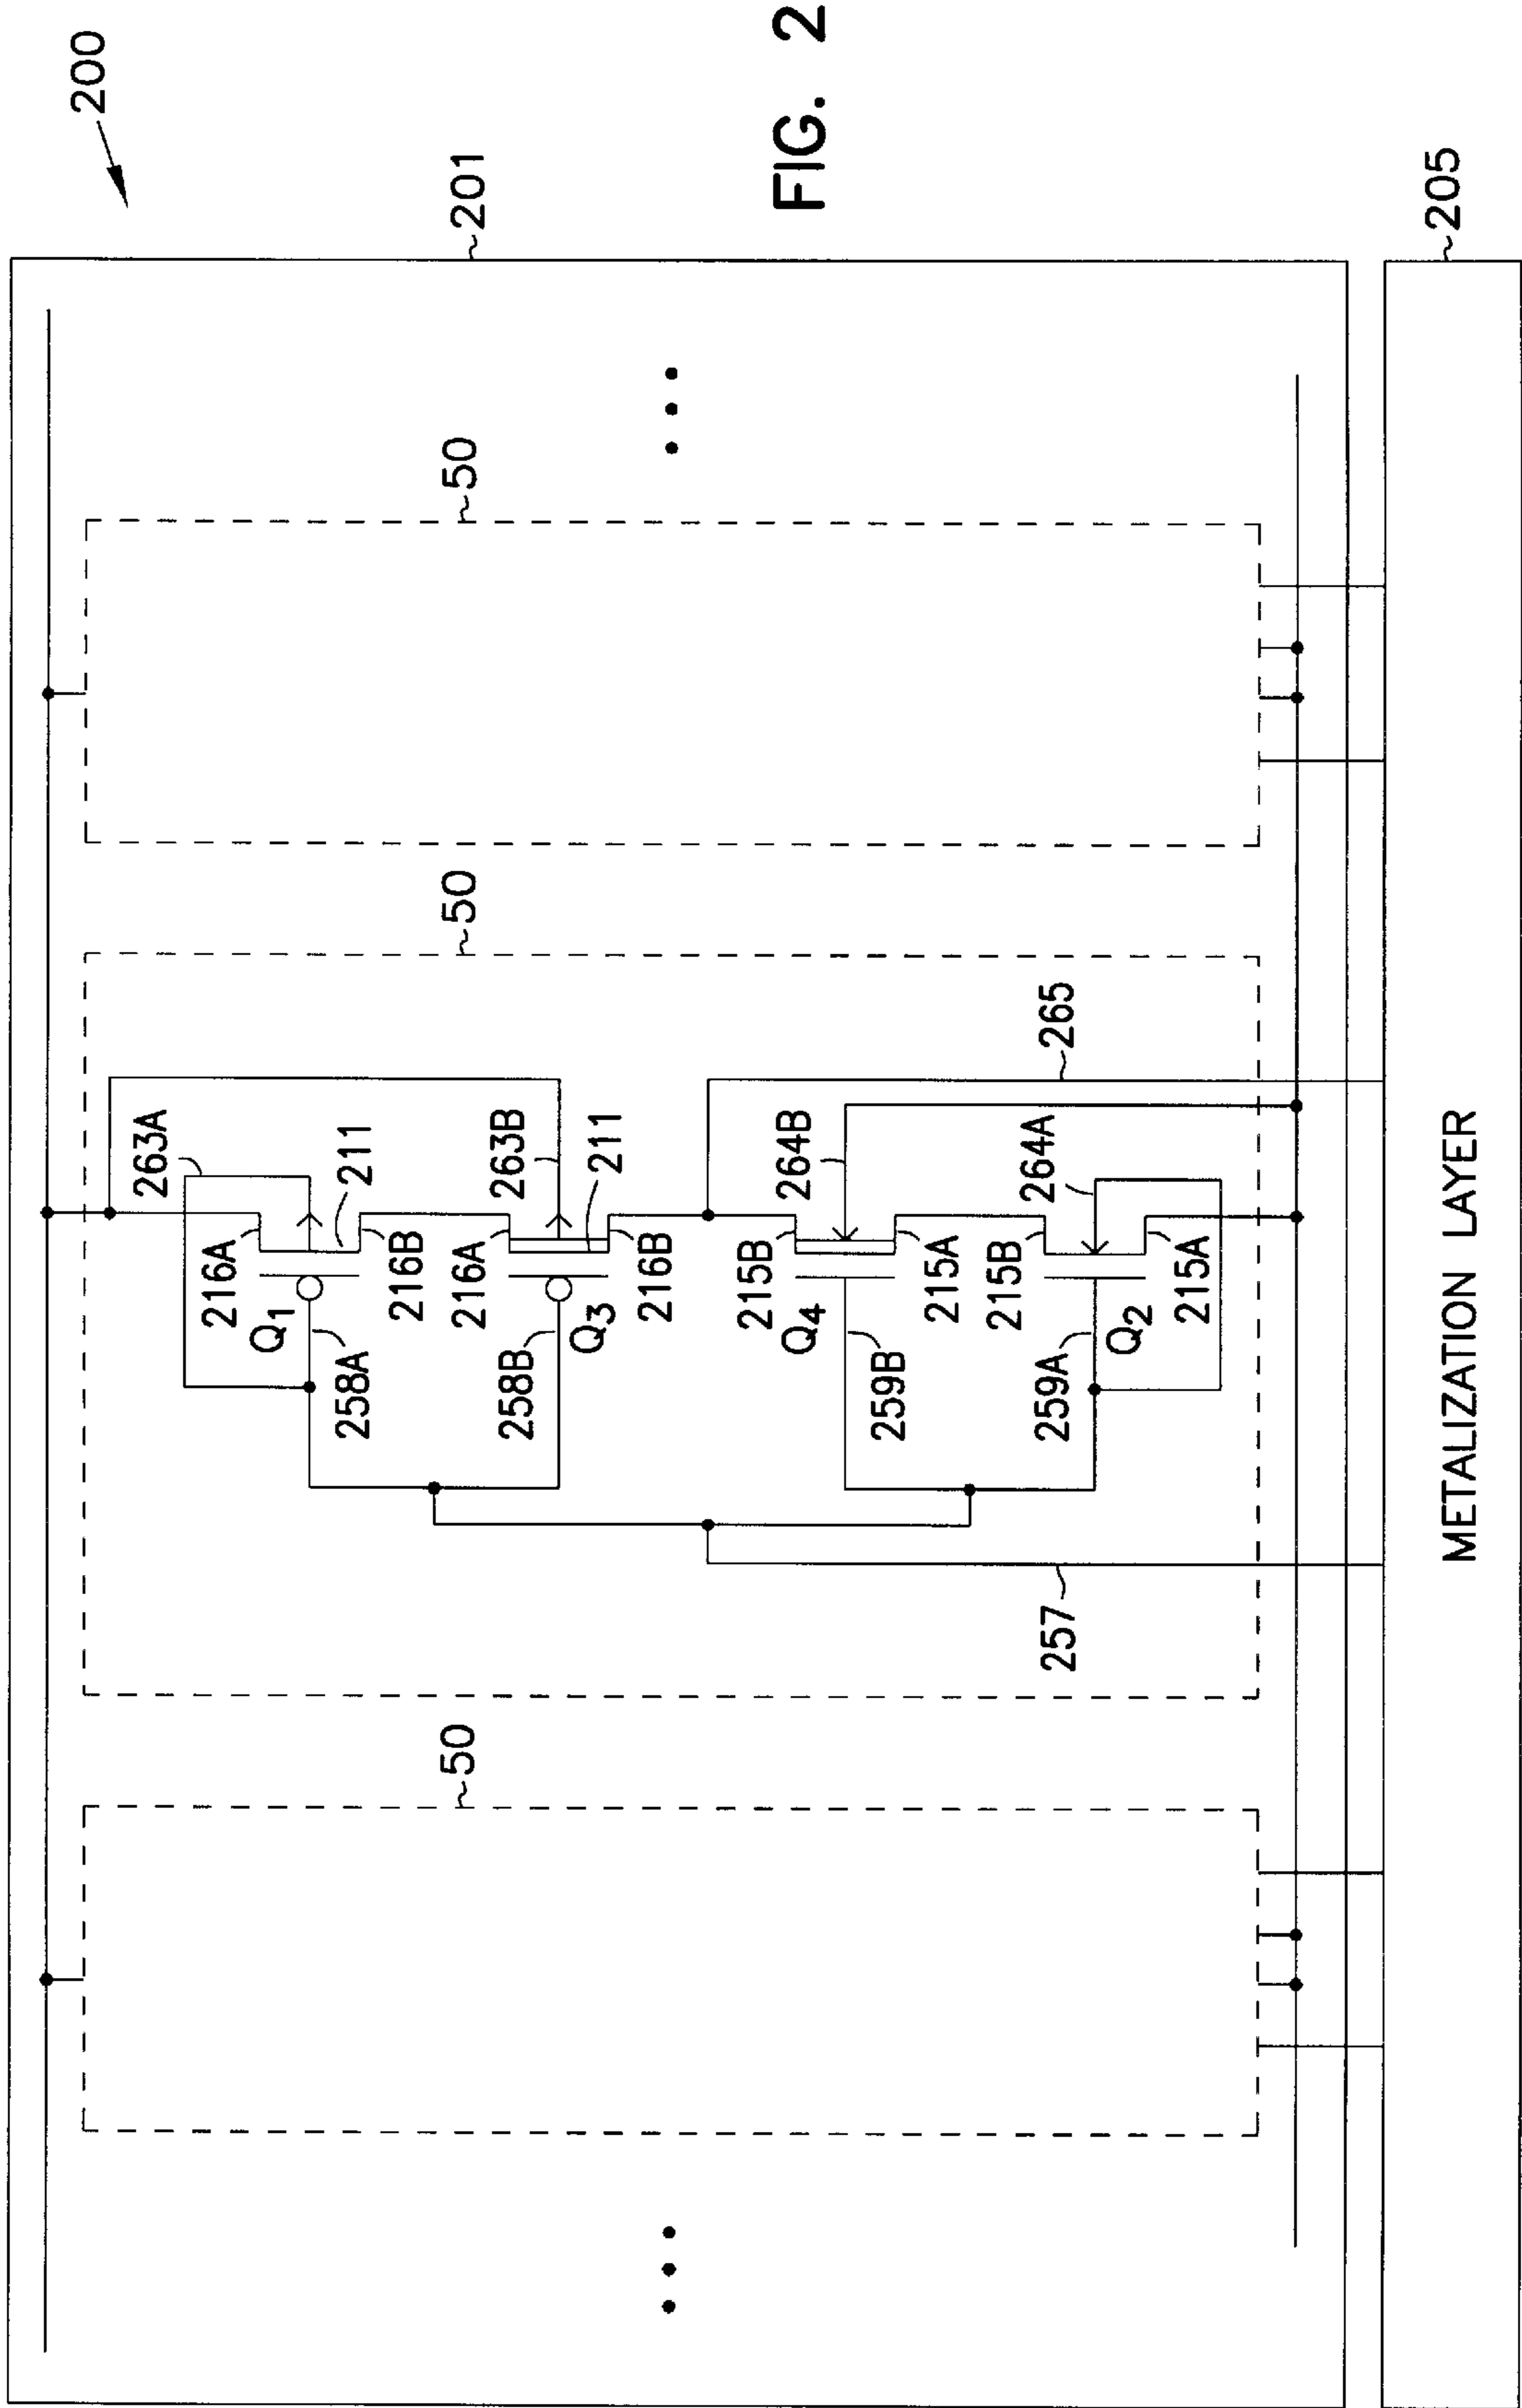 200
201
50
50
50
263A
216A
211
Q1
258A
216B
216A
263B
258B
Q3
211
216B
215B
264B
Q4
259B
215A
265
215B
264A
259A
Q2
215A
257
METALIZATION LAYER
205
FIG. 2